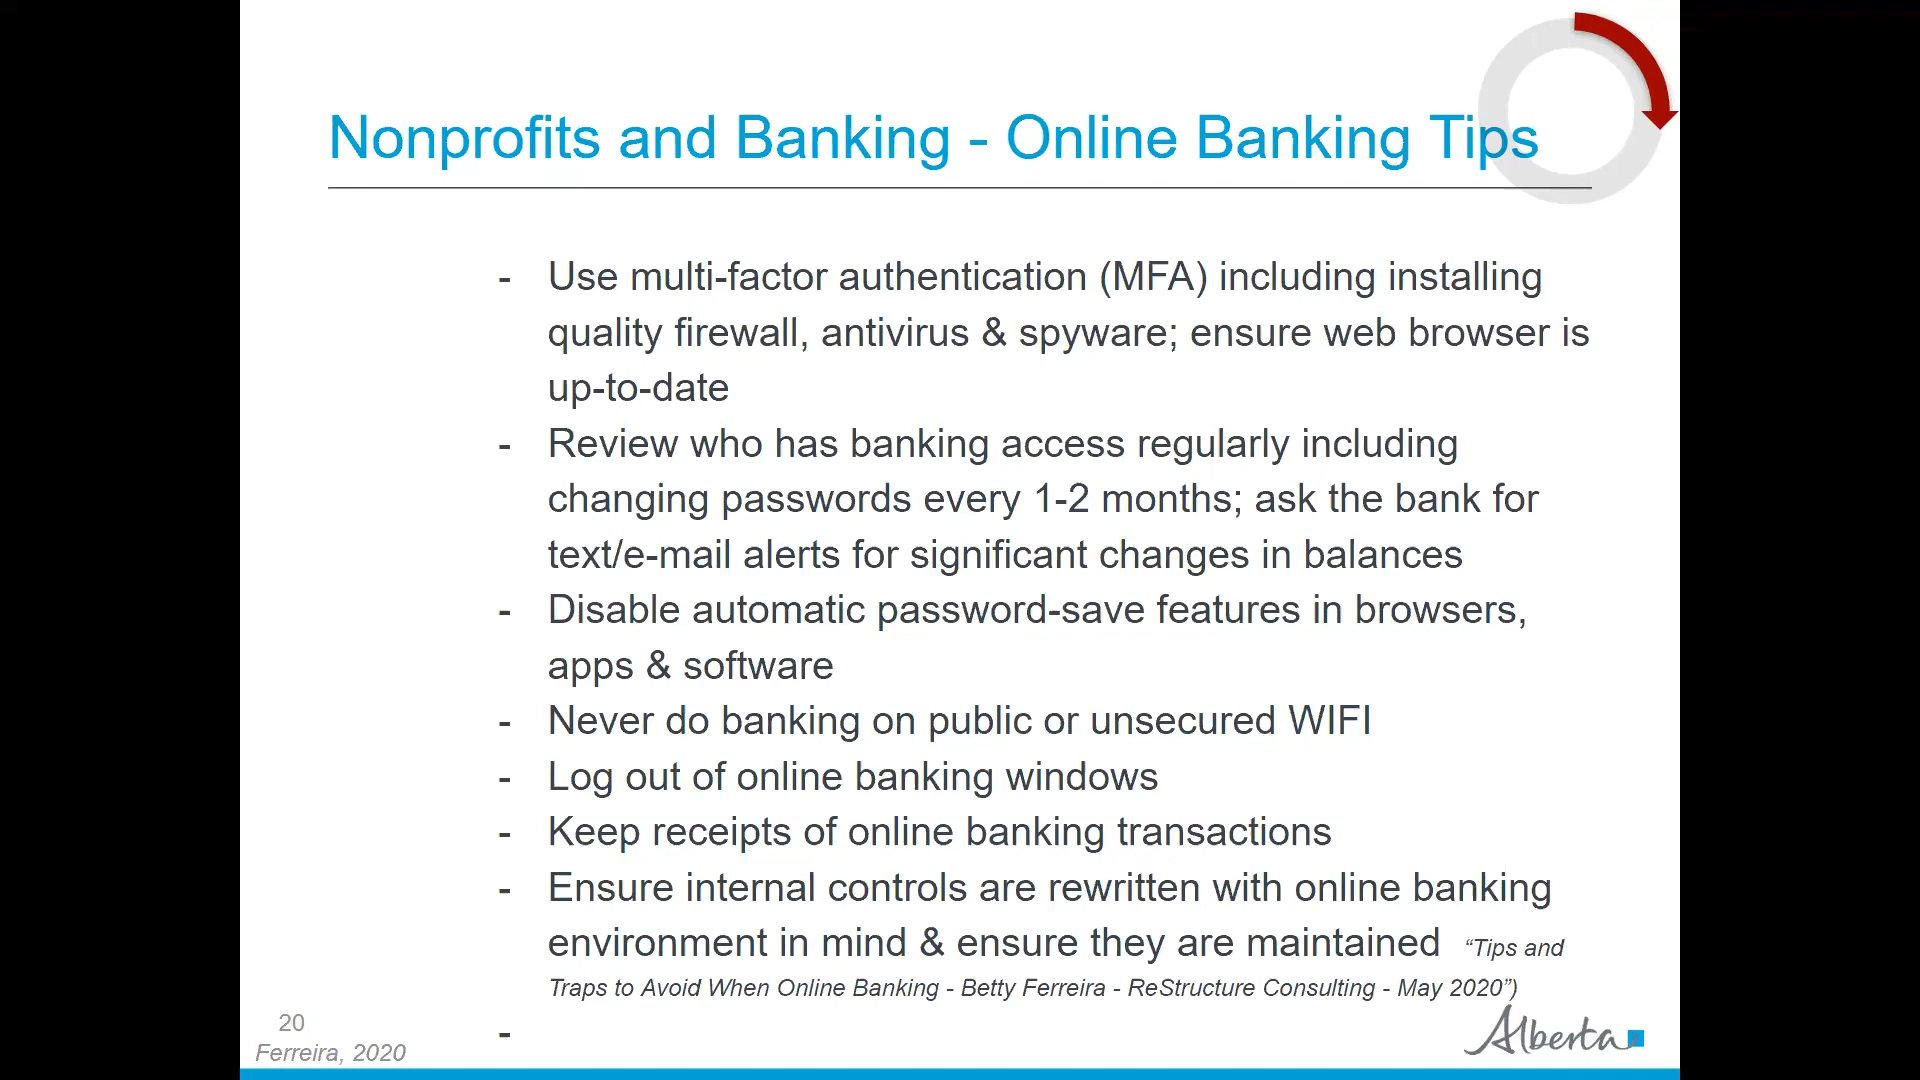 Nonprofits and Banking - Online Banking Tips
- Use multi-factor authentication (MFA) including installing
quality firewall, antivirus & spyware; ensure web browser is
up-to-date
- Review who has banking access regularly including
changing passwords every 1-2 months; ask the bank for
text/e-mail alerts for significant changes in balances
- Disable automatic password-save features in browsers,
apps & software
- Never do banking on public or unsecured WIFI
- Log out of online banking windows
- Keep receipts of online banking transactions
- Ensure internal controls are rewritten with online banking
environment in mind & ensure they are maintained “Tips and
Traps to Avoid When Online Banking - Betty Ferreira - ReStructure Consulting - May 2020”)
-
20
Ferreira, 2020
Alberta